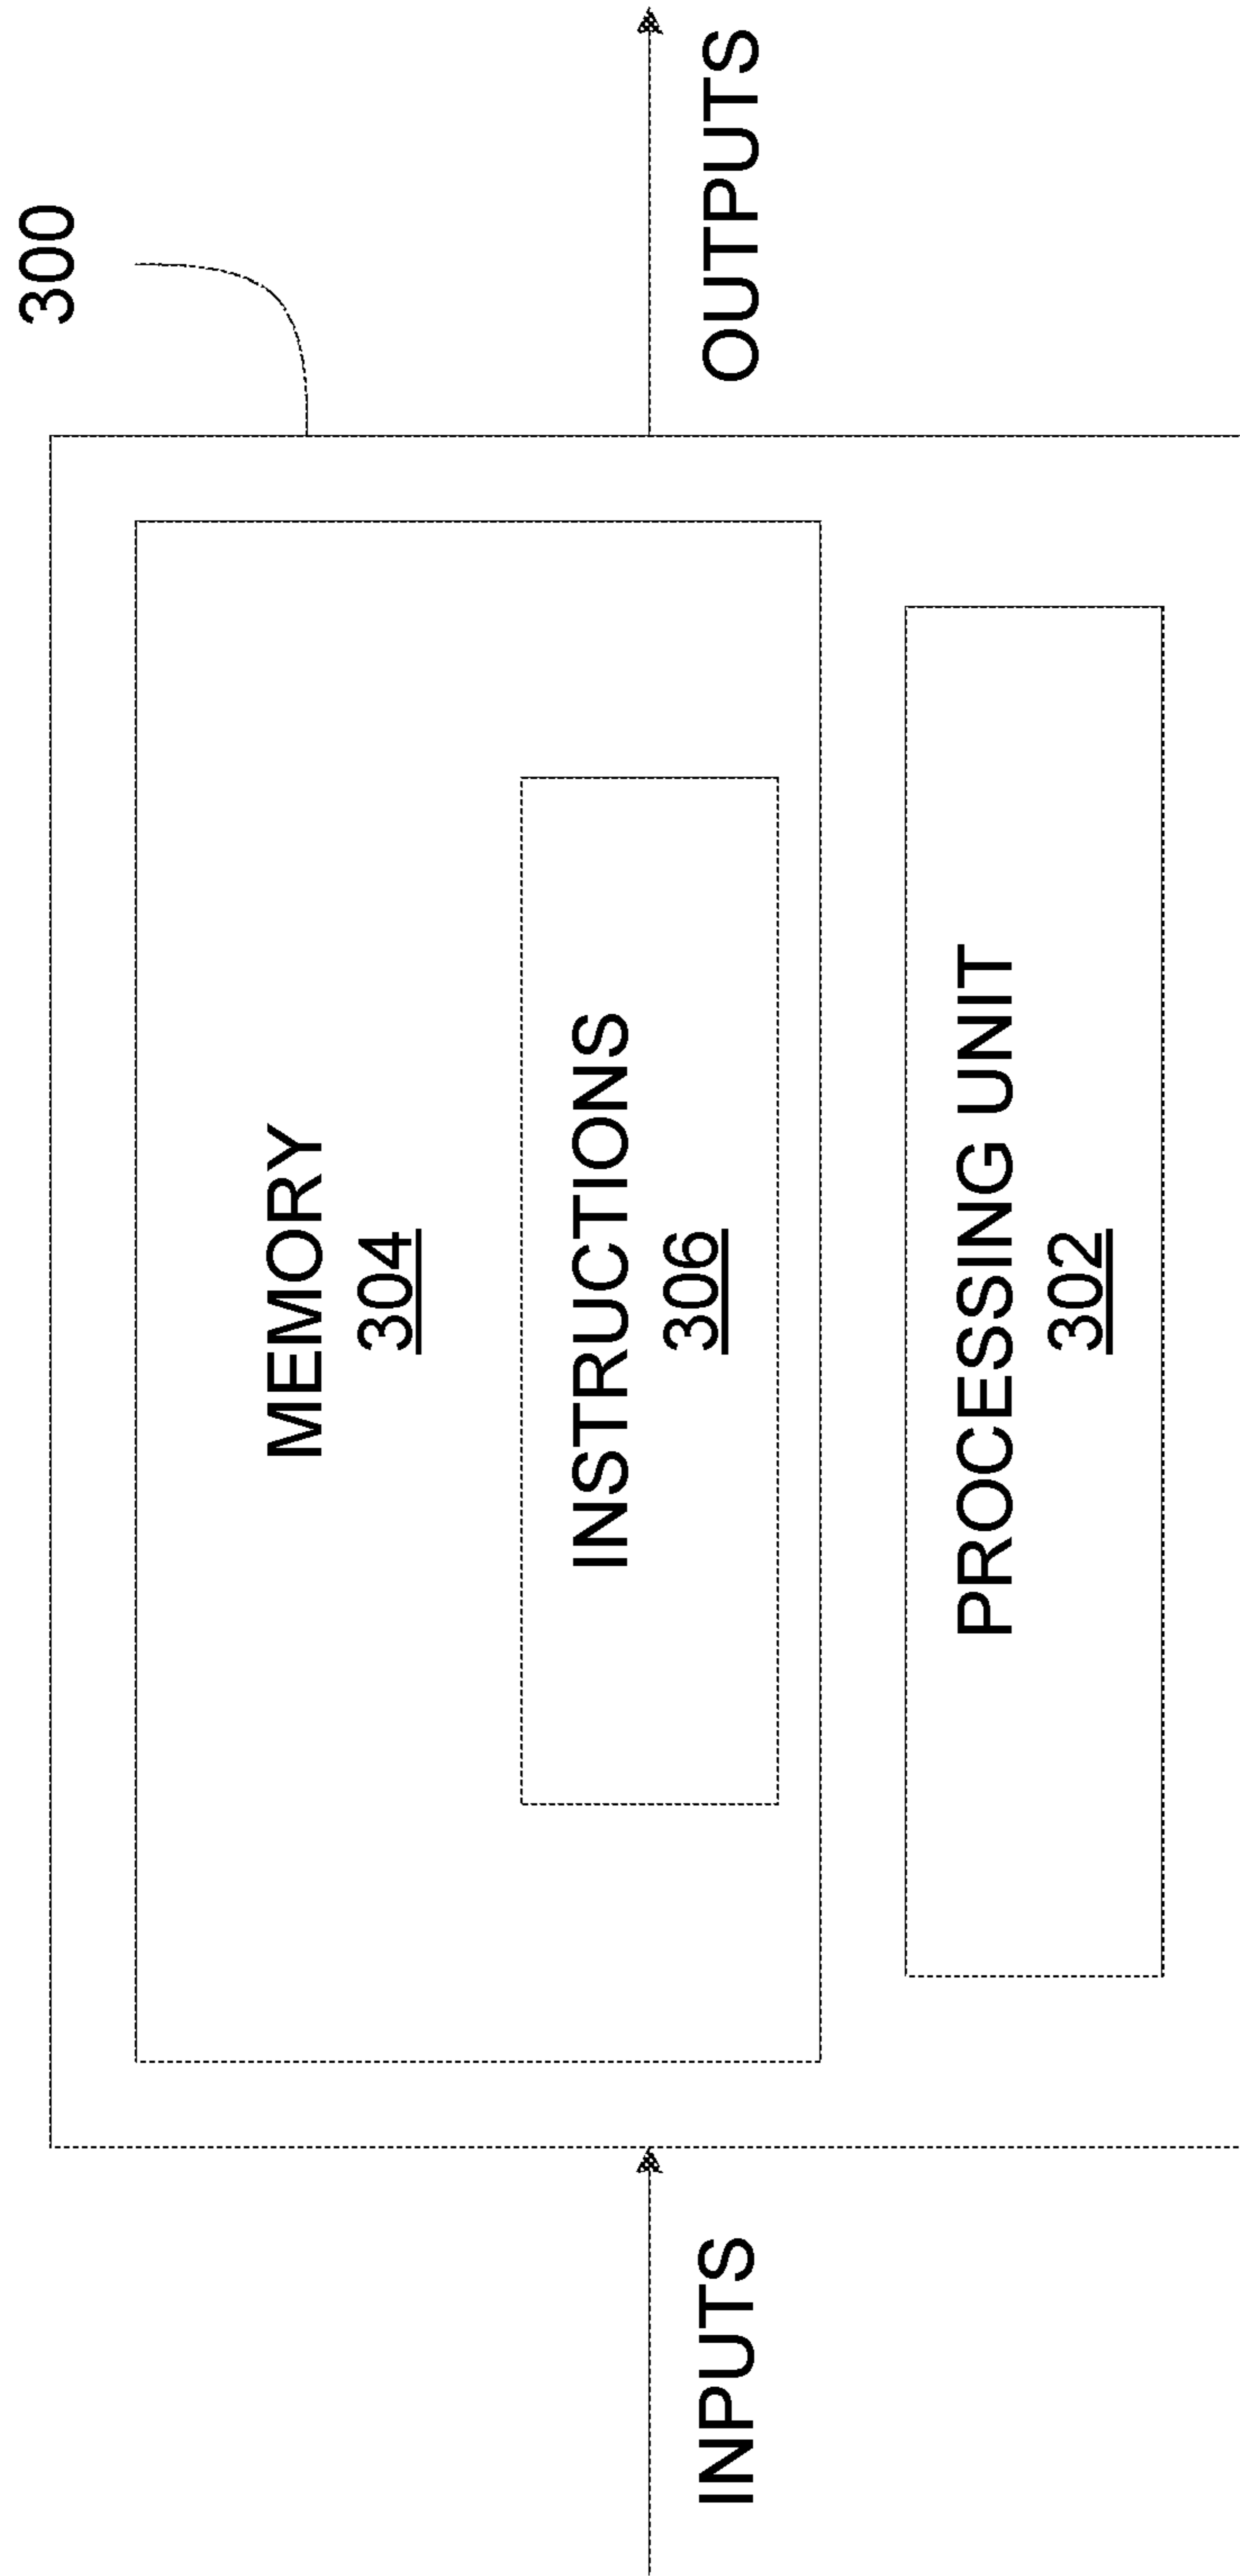 300
MEMORY
304
INSTRUCTIONS
306
INPUTS
OUTPUTS
PROCESSING UNIT
302